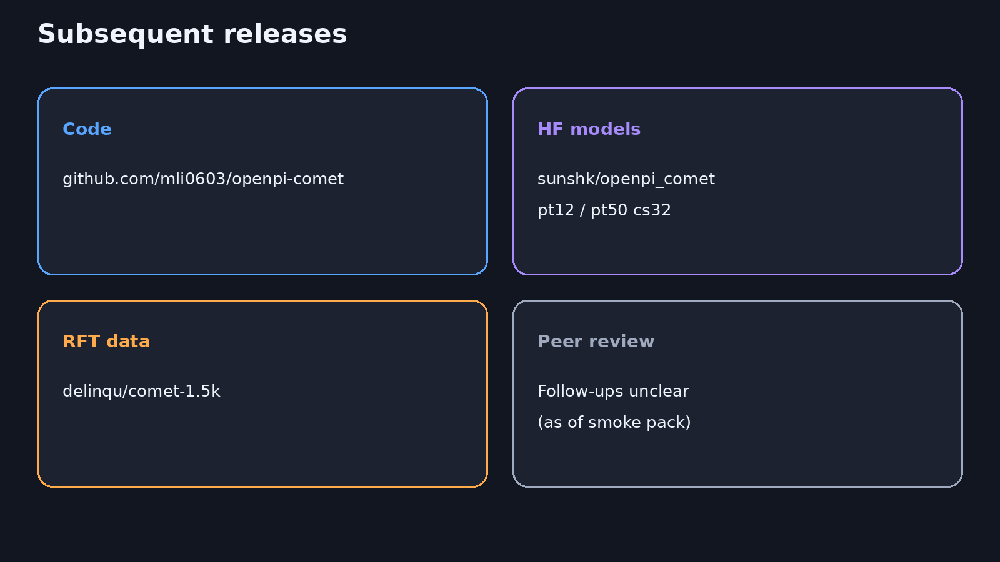 Subsequent releases
Code
github.com/mli0603/openpi-comet
HF models
sunshk/openpi_comet
pt12 / pt50 cs32
RFT data
delinqu/comet-1.5k
Peer review
Follow-ups unclear
(as of smoke pack)